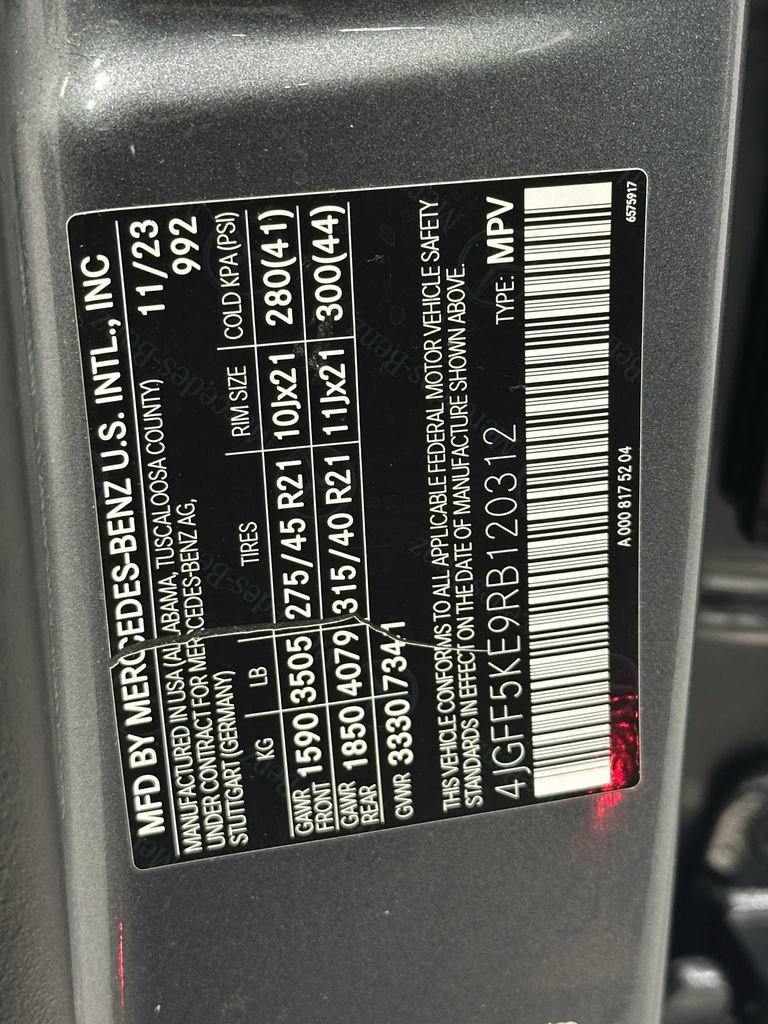 MFD BY MERCEDES-BENZ U.S. INTL., INC
MANUFACTURED IN USA (ALABAMA, TUSCALOOSA COUNTY) 11/23
UNDER CONTRACT FOR MERCEDES-BENZ AG, 992
STUTTGART (GERMANY)
KG LB TIRES RIM SIZE COLD KPA(PSI)
GAWR FRONT 1590 3505 275/45 R21 10Jx21 280(41)
GAWR REAR 1850 4079 315/40 R21 11Jx21 300(44)
GVWR 3330 7341
THIS VEHICLE CONFORMS TO ALL APPLICABLE FEDERAL MOTOR VEHICLE SAFETY
STANDARDS IN EFFECT ON THE DATE OF MANUFACTURE SHOWN ABOVE.
4JGFF5KE9RB120312 TYPE: MPV
A 000 817 52 04
6575917